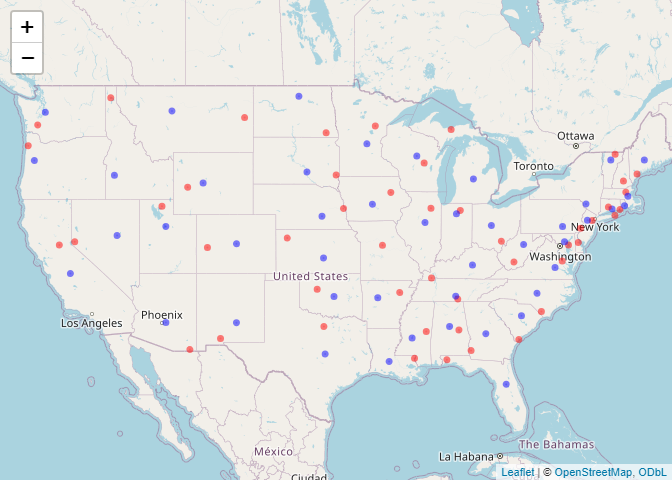 +
−
Ottawa
Toronto
New York
Washington
United States
Phoenix
Los Angeles
The Bahamas
México
La Habana
Ciudad
Leaflet | © OpenStreetMap, ODbL